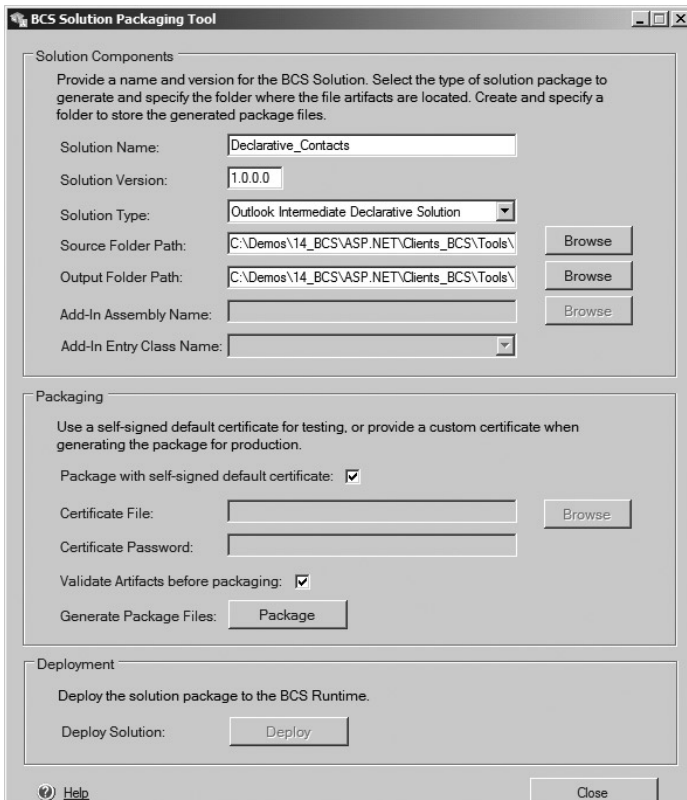 BCS Solution Packaging Tool
Solution Components
Provide a name and version for the BCS Solution. Select the type of solution package to
generate and specify the folder where the file artifacts are located. Create and specify a
folder to store the generated package files.
Solution Name: Declarative_Contacts
Solution Version: 1.0.0.0
Solution Type: Outlook Intermediate Declarative Solution
Source Folder Path: C:\Demos\14_BCS\ASP.NET\Clients_BCS\Tools\ Browse
Output Folder Path: C:\Demos\14_BCS\ASP.NET\Clients_BCS\Tools\ Browse
Add-In Assembly Name: Browse
Add-In Entry Class Name:
Packaging
Use a self-signed default certificate for testing, or provide a custom certificate when
generating the package for production.
Package with self-signed default certificate:
Certificate File: Browse
Certificate Password:
Validate Artifacts before packaging:
Generate Package Files: Package
Deployment
Deploy the solution package to the BCS Runtime.
Deploy Solution: Deploy
Help Close